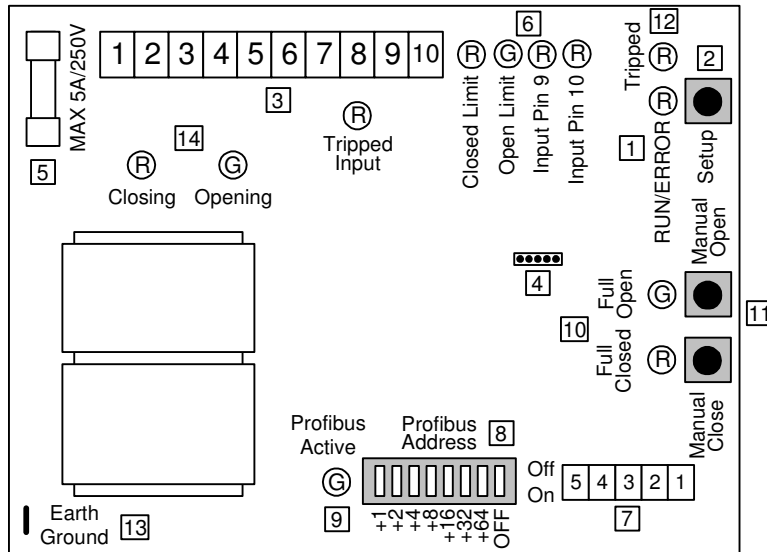 MAX 5A/250V
1 2 3 4 5 6 7 8 9 10
R G R R
Closed Limit
Open Limit
Input Pin 9
Input Pin 10
6
12
Tripped
R
2
R
RUN/ERROR
1
Setup
3
R
Tripped
Input
14
R
G
Closing
Opening
5
4
Manual
Open
Full
Open
G
10
11
Full
Closed
R
Manual
Close
Profibus
Active
G
9
Profibus
Address
8
+1
+2
+4
+8
+16
+32
+64
OFF
Off
On
5 4 3 2 1
7
Earth
Ground
13